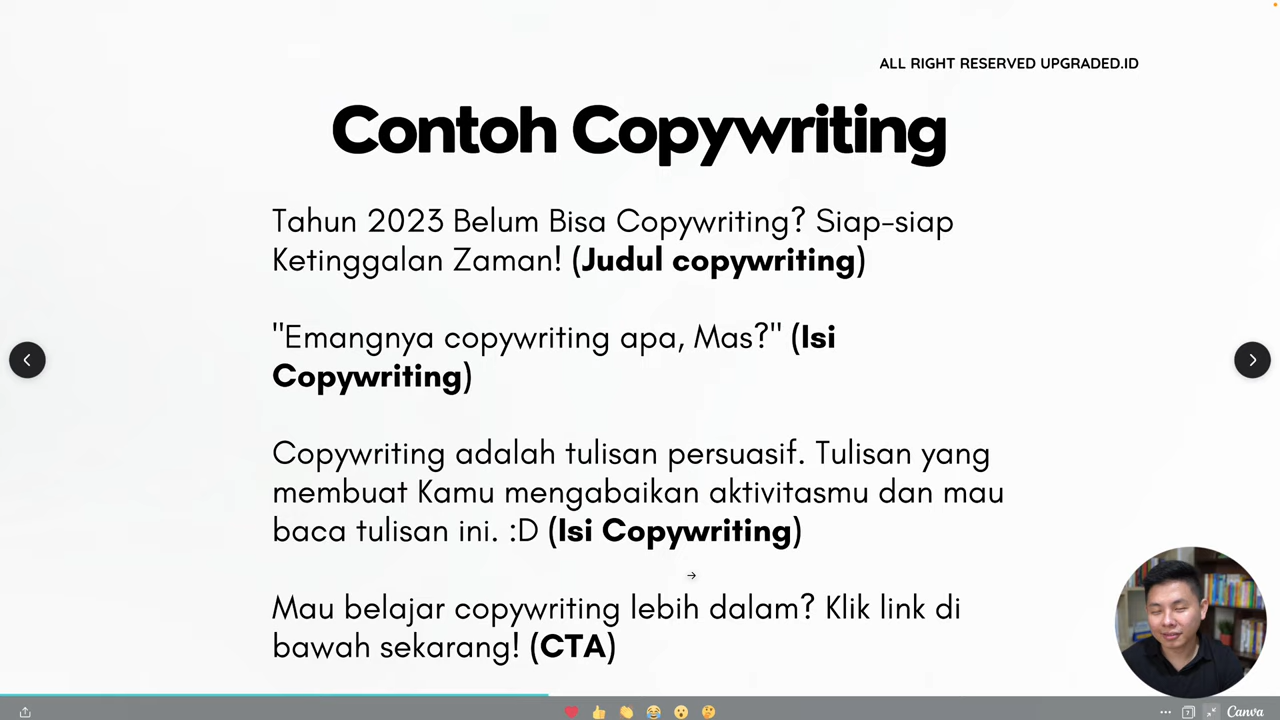 ALL RIGHT RESERVED UPGRADED.ID
Contoh Copywriting
Tahun 2023 Belum Bisa Copywriting? Siap-siap
Ketinggalan Zaman! (Judul copywriting)
"Emangnya copywriting apa, Mas?" (Isi
Copywriting)
Copywriting adalah tulisan persuasif. Tulisan yang
membuat Kamu mengabaikan aktivitasmu dan mau
baca tulisan ini. :D (Isi Copywriting)
Mau belajar copywriting lebih dalam? Klik link di
bawah sekarang! (CTA)
7
Canva